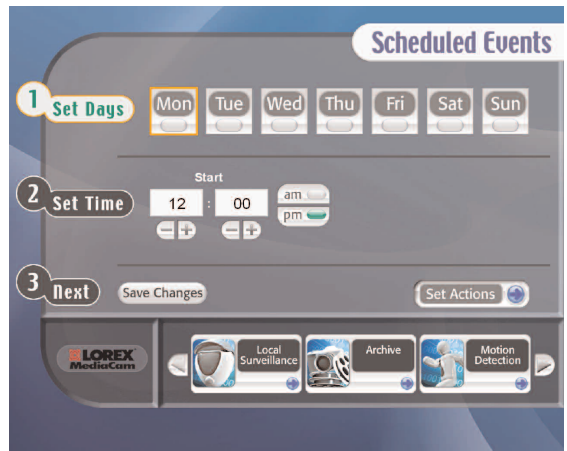 Scheduled Events
1 Set Days
Mon Tue Wed Thu Fri Sat Sun
Start
2 Set Time
12 : 00
am
pm
3 Next
Save Changes
Set Actions
LOREX
MediaCam
Local
Surveillance
Archive
Motion
Detection